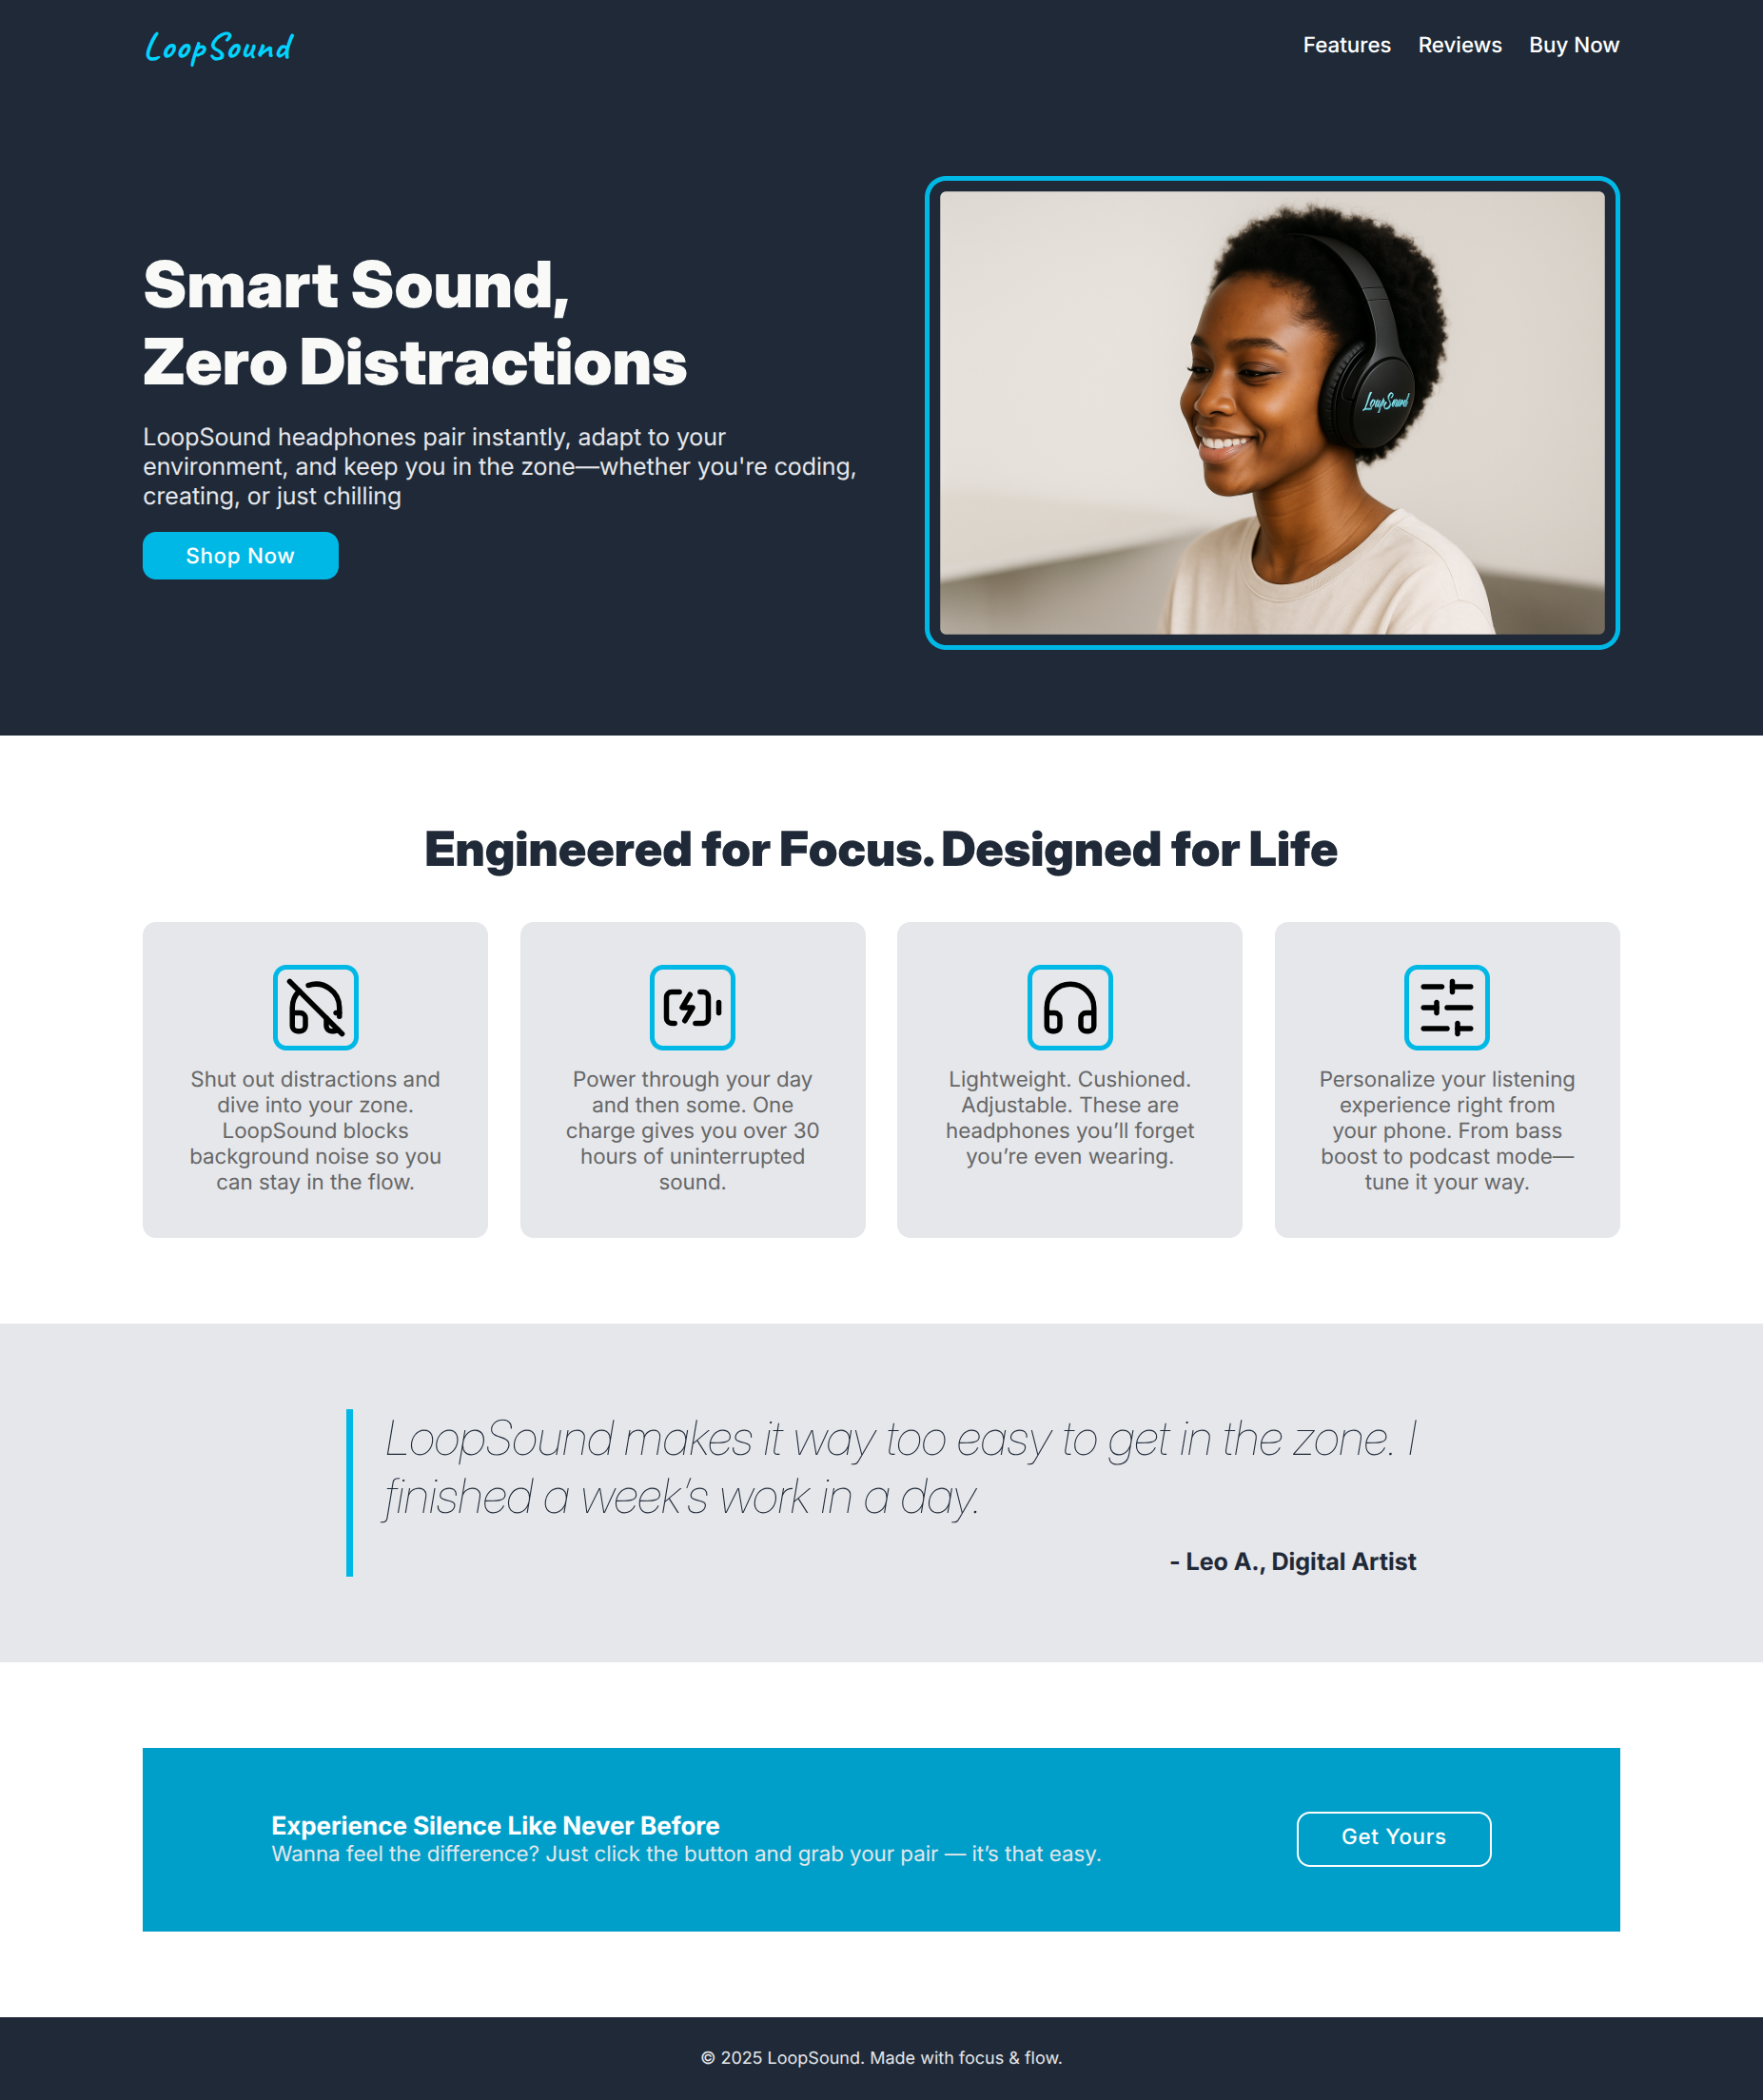 LoopSound
Features
Reviews
Buy Now
Smart Sound,
Zero Distractions
LoopSound headphones pair instantly, adapt to your
environment, and keep you in the zone—whether you're coding,
creating, or just chilling
Shop Now
LoopSound
Engineered for Focus. Designed for Life
Shut out distractions and
dive into your zone.
LoopSound blocks
background noise so you
can stay in the flow.
Power through your day
and then some. One
charge gives you over 30
hours of uninterrupted
sound.
Lightweight. Cushioned.
Adjustable. These are
headphones you’ll forget
you’re even wearing.
Personalize your listening
experience right from
your phone. From bass
boost to podcast mode—
tune it your way.
LoopSound makes it way too easy to get in the zone. I
finished a week’s work in a day.
- Leo A., Digital Artist
Experience Silence Like Never Before
Wanna feel the difference? Just click the button and grab your pair — it’s that easy.
Get Yours
© 2025 LoopSound. Made with focus & flow.